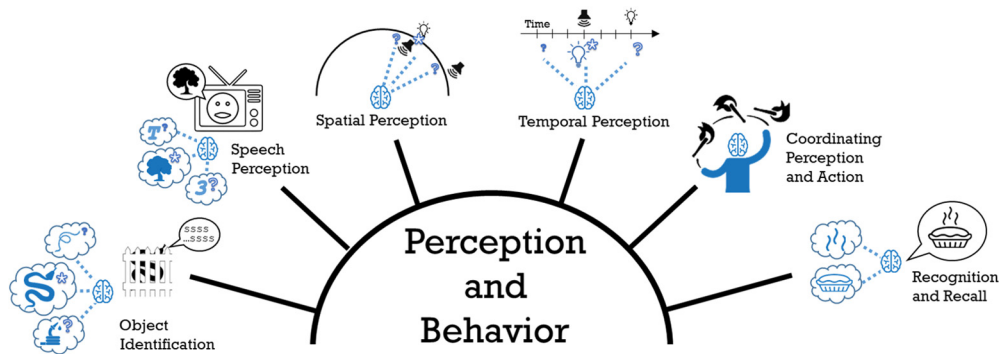 Time
?
*
?
?
*
?
Spatial Perception
Temporal Perception
T?
*
3?
Speech
Perception
Coordinating
Perception
and Action
ssss
...ssss
?
*
?
Object
Identification
Perception
and
Behavior
Recognition
and Recall